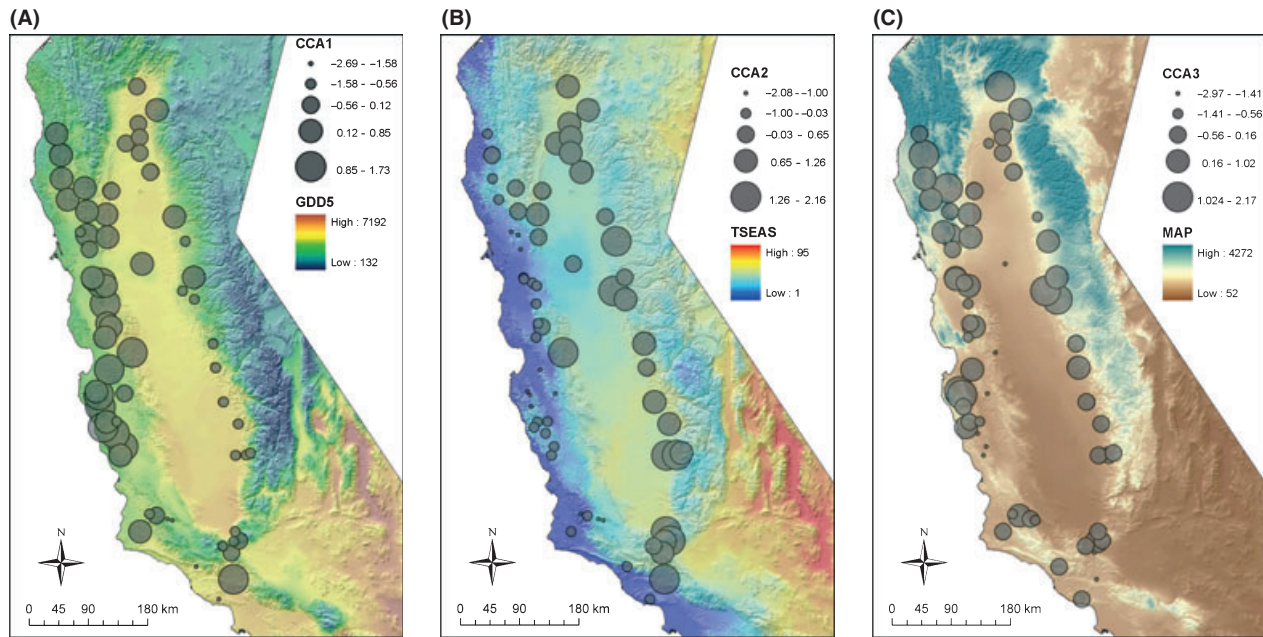 (A)
CCA1
−2.69 - −1.58
−1.58 - −0.56
−0.56 - 0.12
0.12 - 0.85
0.85 - 1.73
GDD5
High : 7192
Low : 132
N
0 45 90 180 km
(B)
CCA2
−2.08 - −1.00
−1.00 - −0.03
−0.03 - 0.65
0.65 - 1.26
1.26 - 2.16
TSEAS
High : 95
Low : 1
N
0 45 90 180 km
(C)
CCA3
−2.97 - −1.41
−1.41 - −0.56
−0.56 - 0.16
0.16 - 1.02
1.024 - 2.17
MAP
High : 4272
Low : 52
N
0 45 90 180 km